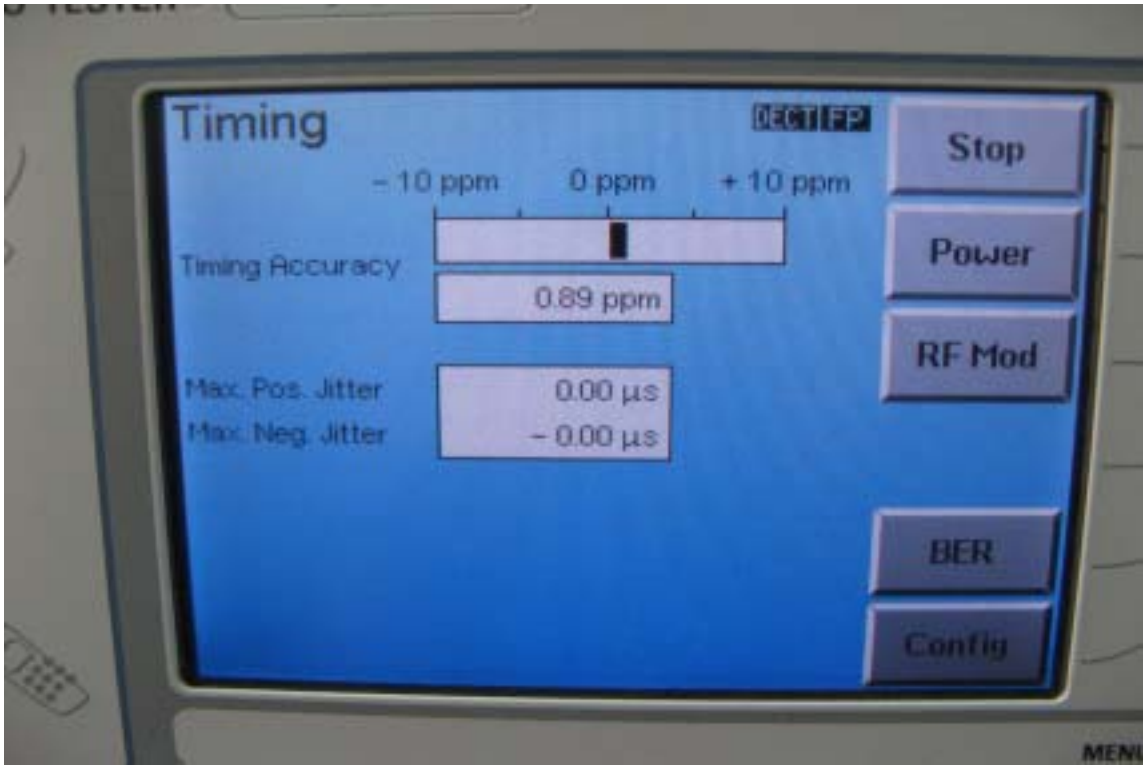 TESTER
Timing
DECT FP
– 10 ppm 0 ppm + 10 ppm
Timing Accuracy
0.89 ppm
Max. Pos. Jitter 0.00 µs
Max. Neg. Jitter – 0.00 µs
Stop
Power
RF Mod
BER
Config
MENU